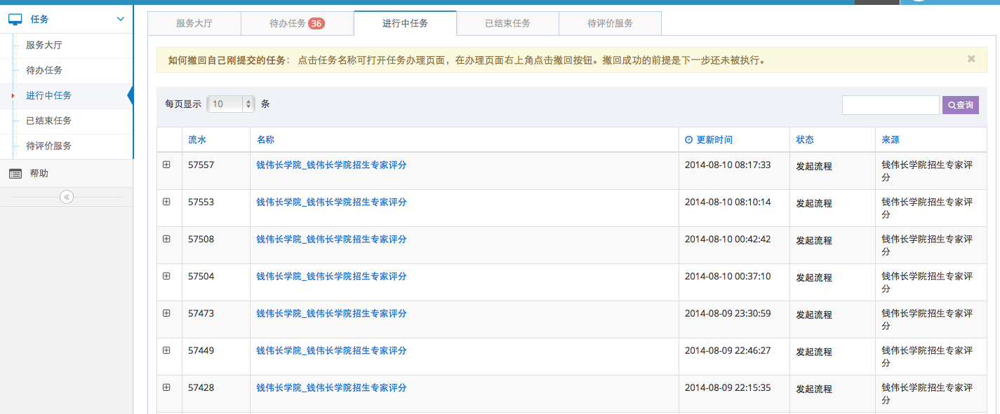 任务
服务大厅
待办任务
进行中任务
已结束任务
待评价服务
帮助
服务大厅 待办任务 36 进行中任务 已结束任务 待评价服务
如何撤回自己刚提交的任务： 点击任务名称可打开任务办理页面，在办理页面右上角点击撤回按钮。撤回成功的前提是下一步还未被执行。
每页显示 10 条 查询
流水 名称 更新时间 状态 来源
57557 钱伟长学院_钱伟长学院招生专家评分 2014-08-10 08:17:33 发起流程 钱伟长学院招生专家评
分
57553 钱伟长学院_钱伟长学院招生专家评分 2014-08-10 08:10:14 发起流程 钱伟长学院招生专家评
分
57508 钱伟长学院_钱伟长学院招生专家评分 2014-08-10 00:42:42 发起流程 钱伟长学院招生专家评
分
57504 钱伟长学院_钱伟长学院招生专家评分 2014-08-10 00:37:10 发起流程 钱伟长学院招生专家评
分
57473 钱伟长学院_钱伟长学院招生专家评分 2014-08-09 23:30:59 发起流程 钱伟长学院招生专家评
分
57449 钱伟长学院_钱伟长学院招生专家评分 2014-08-09 22:46:27 发起流程 钱伟长学院招生专家评
分
57428 钱伟长学院_钱伟长学院招生专家评分 2014-08-09 22:15:35 发起流程 钱伟长学院招生专家评
分